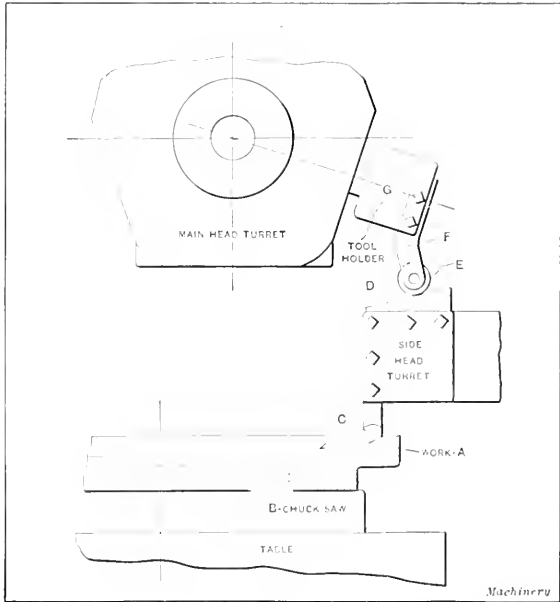 MAIN HEAD TURRET
G
TOOL
HOLDER
F
E
D
SIDE
HEAD
TURRET
C
WORK-A
B-CHUCK SAW
TABLE
Machinery